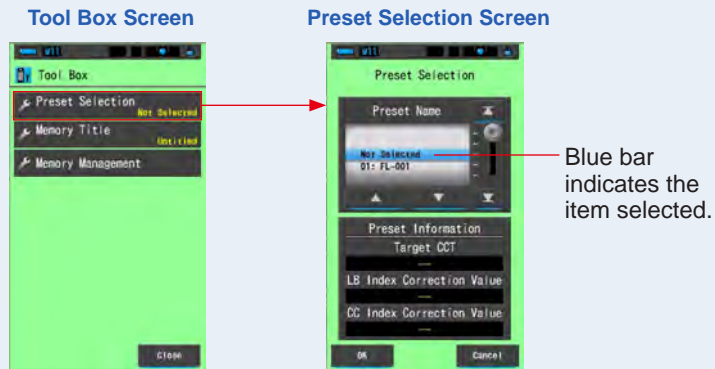 Tool Box Screen
Preset Selection Screen
Tool Box
Preset Selection
Not Selected
Memory Title
Untitled
Memory Management
Close
Preset Selection
Preset Name
Not Selected
01: FL-001
Preset Information
Target CCT
LB Index Correction Value
CC Index Correction Value
OK
Cancel
Blue bar
indicates the
item selected.